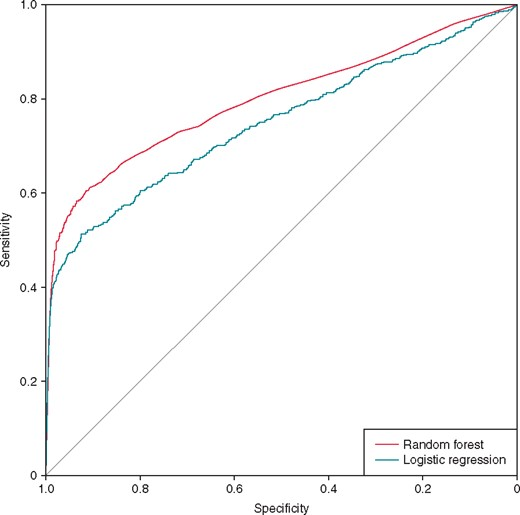 1.0
0.8
0.6
0.4
0.2
0
Sensitivity
1.0 0.8 0.6 0.4 0.2 0
Specificity
Random forest
Logistic regression